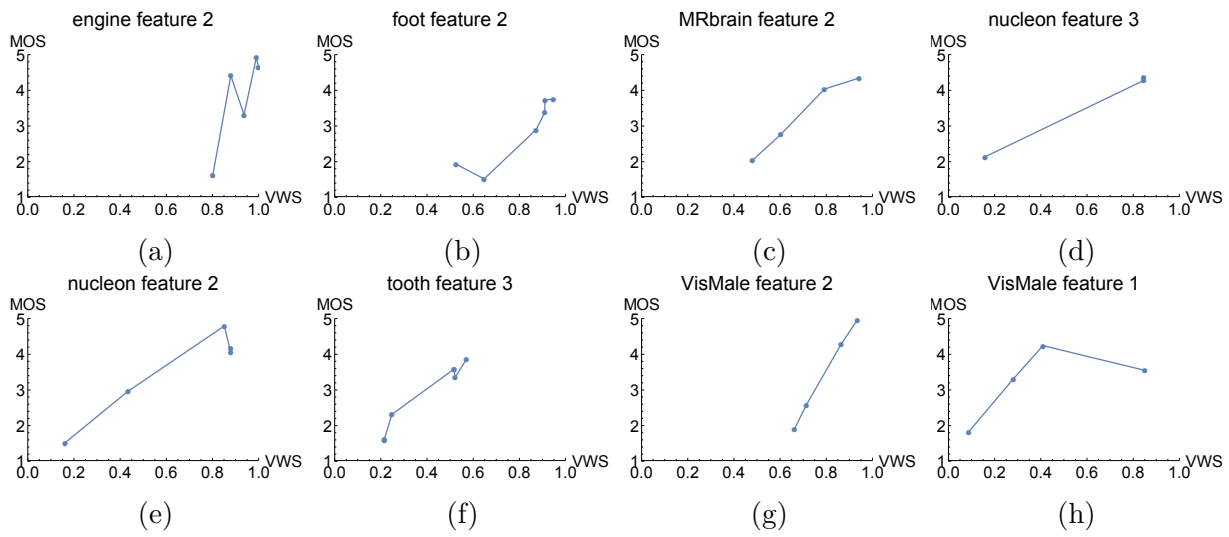 engine feature 2
foot feature 2
MRbrain feature 2
nucleon feature 3
MOS
5
4
3
2
1
0.0 0.2 0.4 0.6 0.8 1.0 VWS
MOS
5
4
3
2
1
0.0 0.2 0.4 0.6 0.8 1.0 VWS
MOS
5
4
3
2
1
0.0 0.2 0.4 0.6 0.8 1.0 VWS
MOS
5
4
3
2
1
0.0 0.2 0.4 0.6 0.8 1.0 VWS
(a) (b) (c) (d)
nucleon feature 2
tooth feature 3
VisMale feature 2
VisMale feature 1
MOS
5
4
3
2
1
0.0 0.2 0.4 0.6 0.8 1.0 VWS
MOS
5
4
3
2
1
0.0 0.2 0.4 0.6 0.8 1.0 VWS
MOS
5
4
3
2
1
0.0 0.2 0.4 0.6 0.8 1.0 VWS
MOS
5
4
3
2
1
0.0 0.2 0.4 0.6 0.8 1.0 VWS
(e) (f) (g) (h)